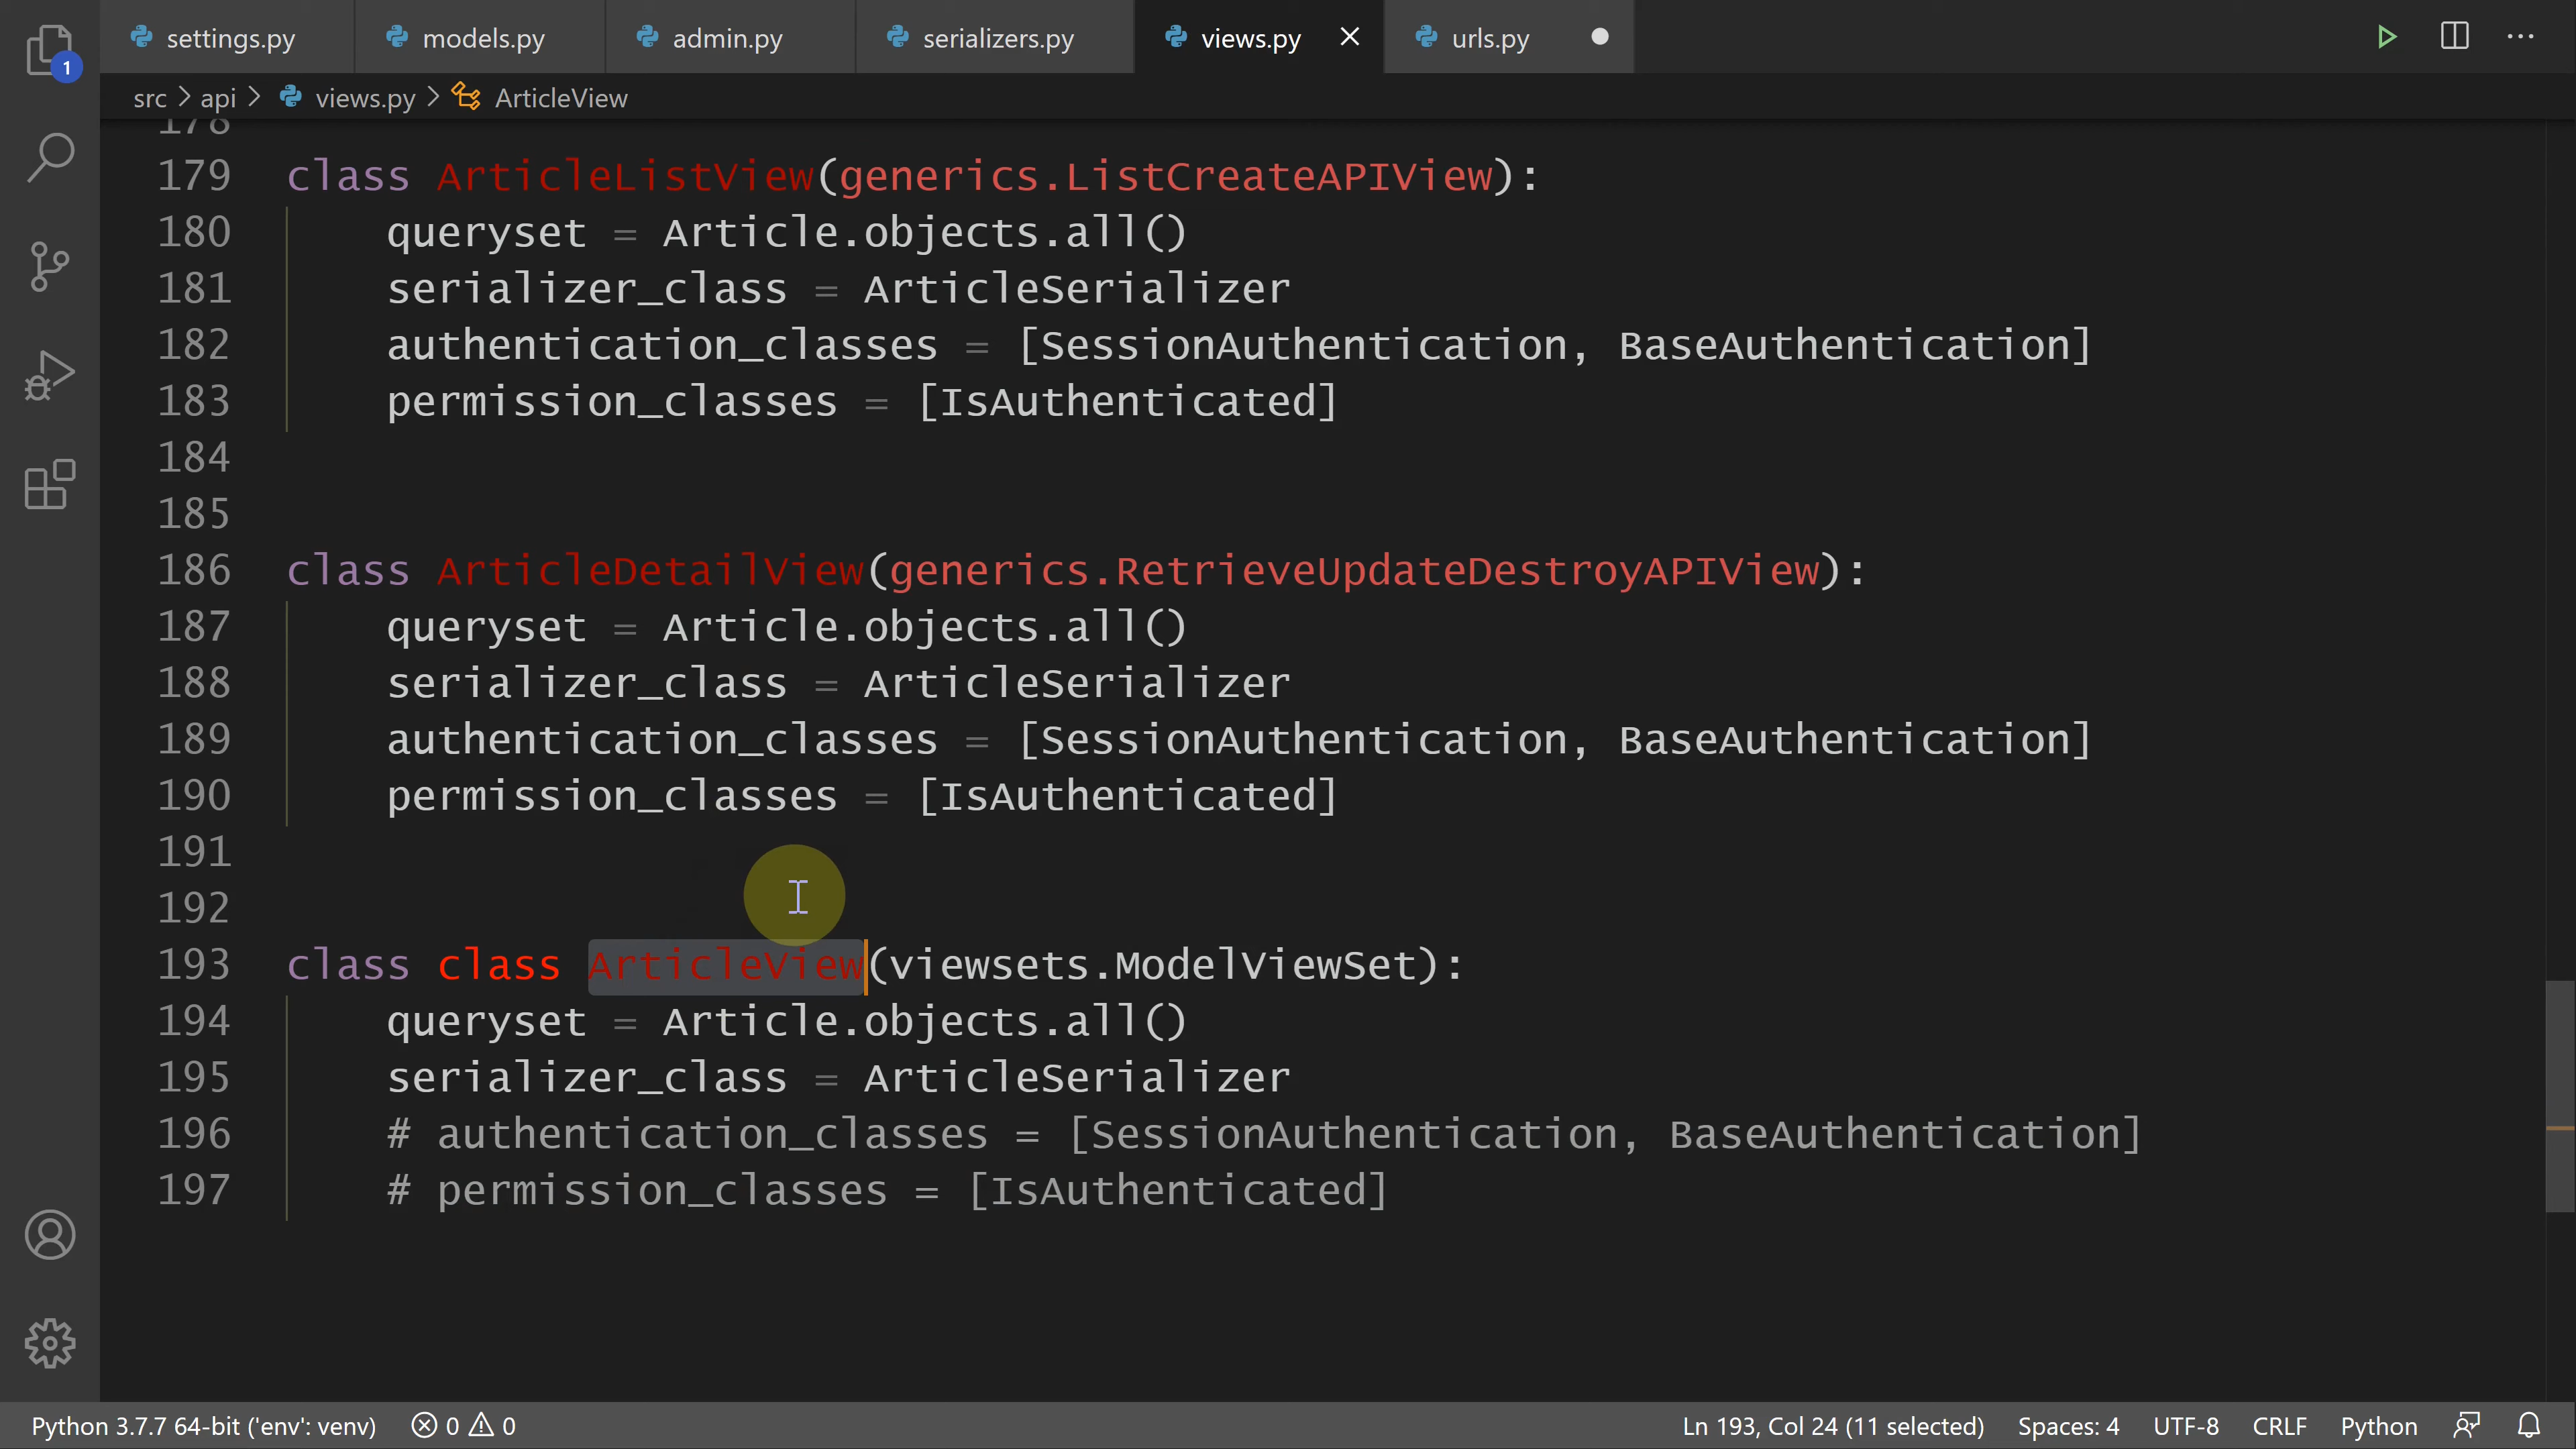 settings.py models.py admin.py serializers.py views.py urls.py
1
src > api > views.py > ArticleView
178
179 class ArticleListView(generics.ListCreateAPIView):
180 queryset = Article.objects.all()
181 serializer_class = ArticleSerializer
182 authentication_classes = [SessionAuthentication, BaseAuthentication]
183 permission_classes = [IsAuthenticated]
184
185
186 class ArticleDetailView(generics.RetrieveUpdateDestroyAPIView):
187 queryset = Article.objects.all()
188 serializer_class = ArticleSerializer
189 authentication_classes = [SessionAuthentication, BaseAuthentication]
190 permission_classes = [IsAuthenticated]
191
192
193 class class ArticleView(viewsets.ModelViewSet):
194 queryset = Article.objects.all()
195 serializer_class = ArticleSerializer
196 # authentication_classes = [SessionAuthentication, BaseAuthentication]
197 # permission_classes = [IsAuthenticated]
Python 3.7.7 64-bit ('env': venv) 0 0 Ln 193, Col 24 (11 selected) Spaces: 4 UTF-8 CRLF Python